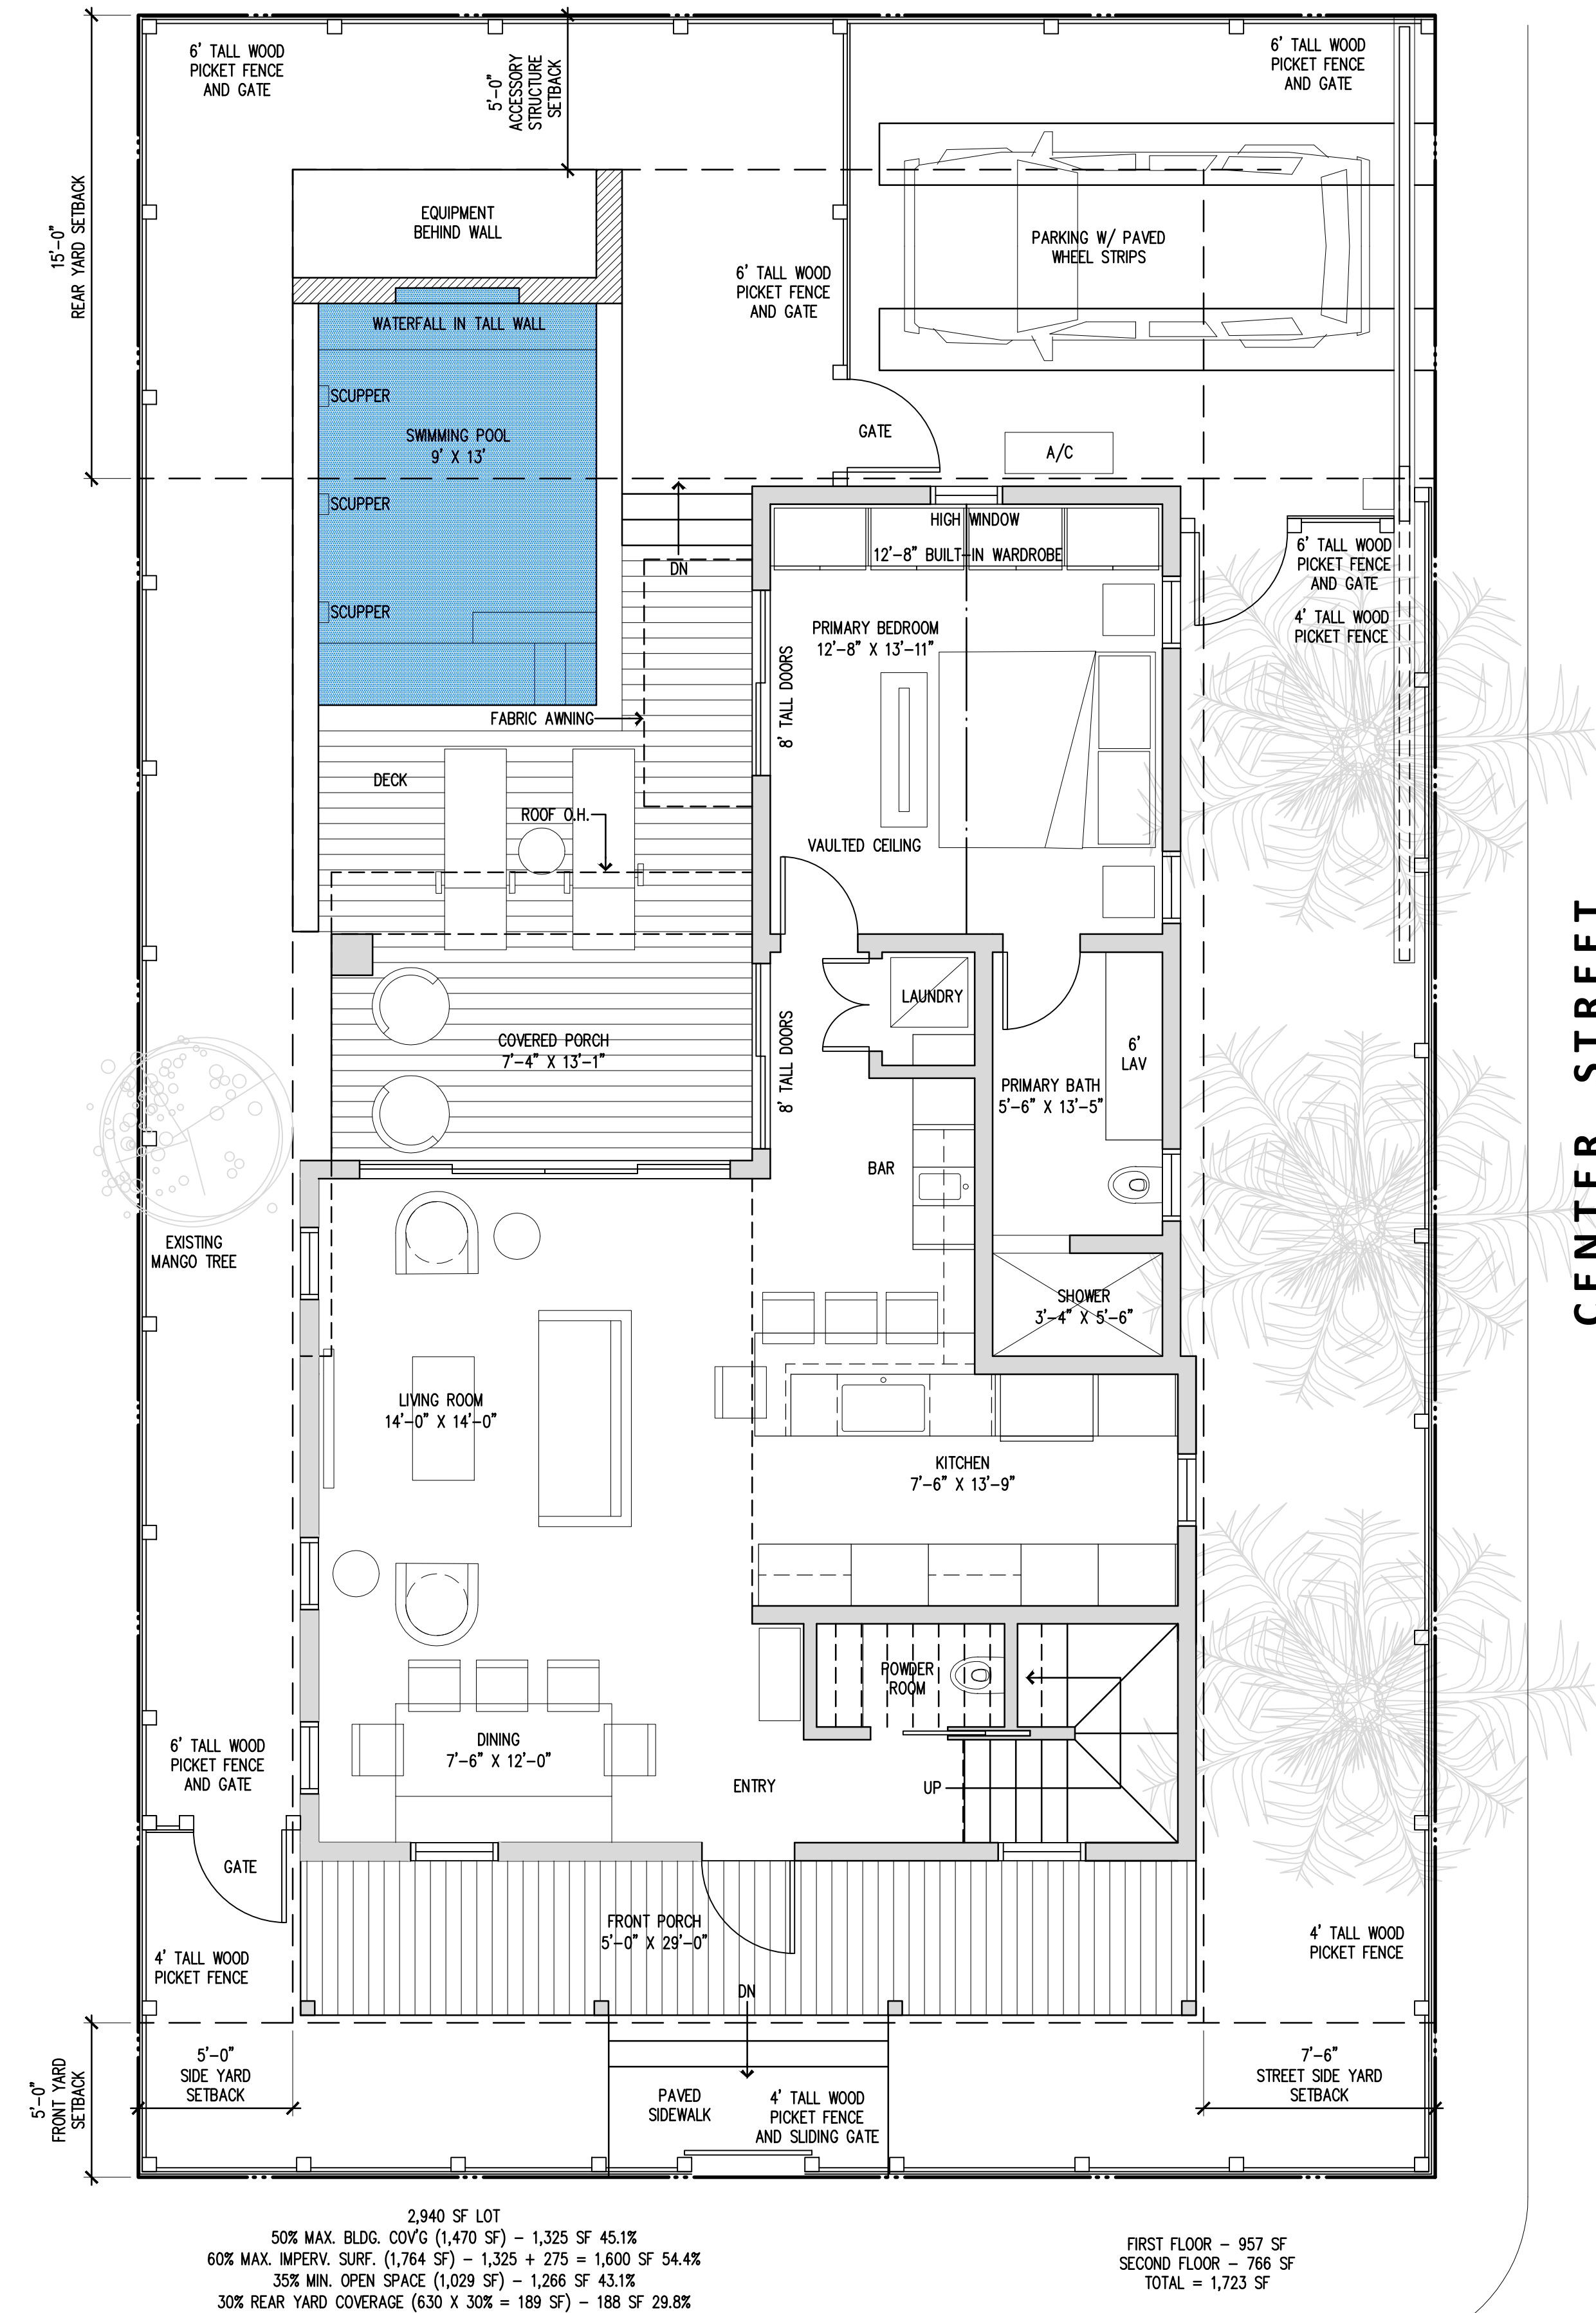 6' TALL WOOD
PICKET FENCE
AND GATE
5'-0"
ACCESSORY
STRUCTURE
SETBACK
6' TALL WOOD
PICKET FENCE
AND GATE
15'-0"
REAR YARD SETBACK
EQUIPMENT
BEHIND WALL
PARKING W/ PAVED
WHEEL STRIPS
6' TALL WOOD
PICKET FENCE
AND GATE
WATERFALL IN TALL WALL
SCUPPER
SWIMMING POOL
9' X 13'
GATE
A/C
SCUPPER
HIGH WINDOW
12'-8" BUILT-IN WARDROBE
6' TALL WOOD
PICKET FENCE
AND GATE
DN
SCUPPER
4' TALL WOOD
PICKET FENCE
PRIMARY BEDROOM
12'-8" X 13'-11"
8' TALL DOORS
FABRIC AWNING
DECK
ROOF O.H.
VAULTED CEILING
CENTER STREET
LAUNDRY
COVERED PORCH
7'-4" X 13'-1"
8' TALL DOORS
6'
LAV
PRIMARY BATH
5'-6" X 13'-5"
BAR
EXISTING
MANGO TREE
SHOWER
3'-4" X 5'-6"
LIVING ROOM
14'-0" X 14'-0"
KITCHEN
7'-6" X 13'-9"
POWDER
ROOM
6' TALL WOOD
PICKET FENCE
AND GATE
DINING
7'-6" X 12'-0"
ENTRY
UP
GATE
FRONT PORCH
5'-0" X 29'-0"
4' TALL WOOD
PICKET FENCE
4' TALL WOOD
PICKET FENCE
DN
5'-0"
FRONT YARD
SETBACK
5'-0"
SIDE YARD
SETBACK
7'-6"
STREET SIDE YARD
SETBACK
PAVED
SIDEWALK
4' TALL WOOD
PICKET FENCE
AND SLIDING GATE
2,940 SF LOT
50% MAX. BLDG. COV'G (1,470 SF) - 1,325 SF 45.1%
60% MAX. IMPERV. SURF. (1,764 SF) - 1,325 + 275 = 1,600 SF 54.4%
35% MIN. OPEN SPACE (1,029 SF) - 1,266 SF 43.1%
30% REAR YARD COVERAGE (630 X 30% = 189 SF) - 188 SF 29.8%
FIRST FLOOR - 957 SF
SECOND FLOOR - 766 SF
TOTAL = 1,723 SF